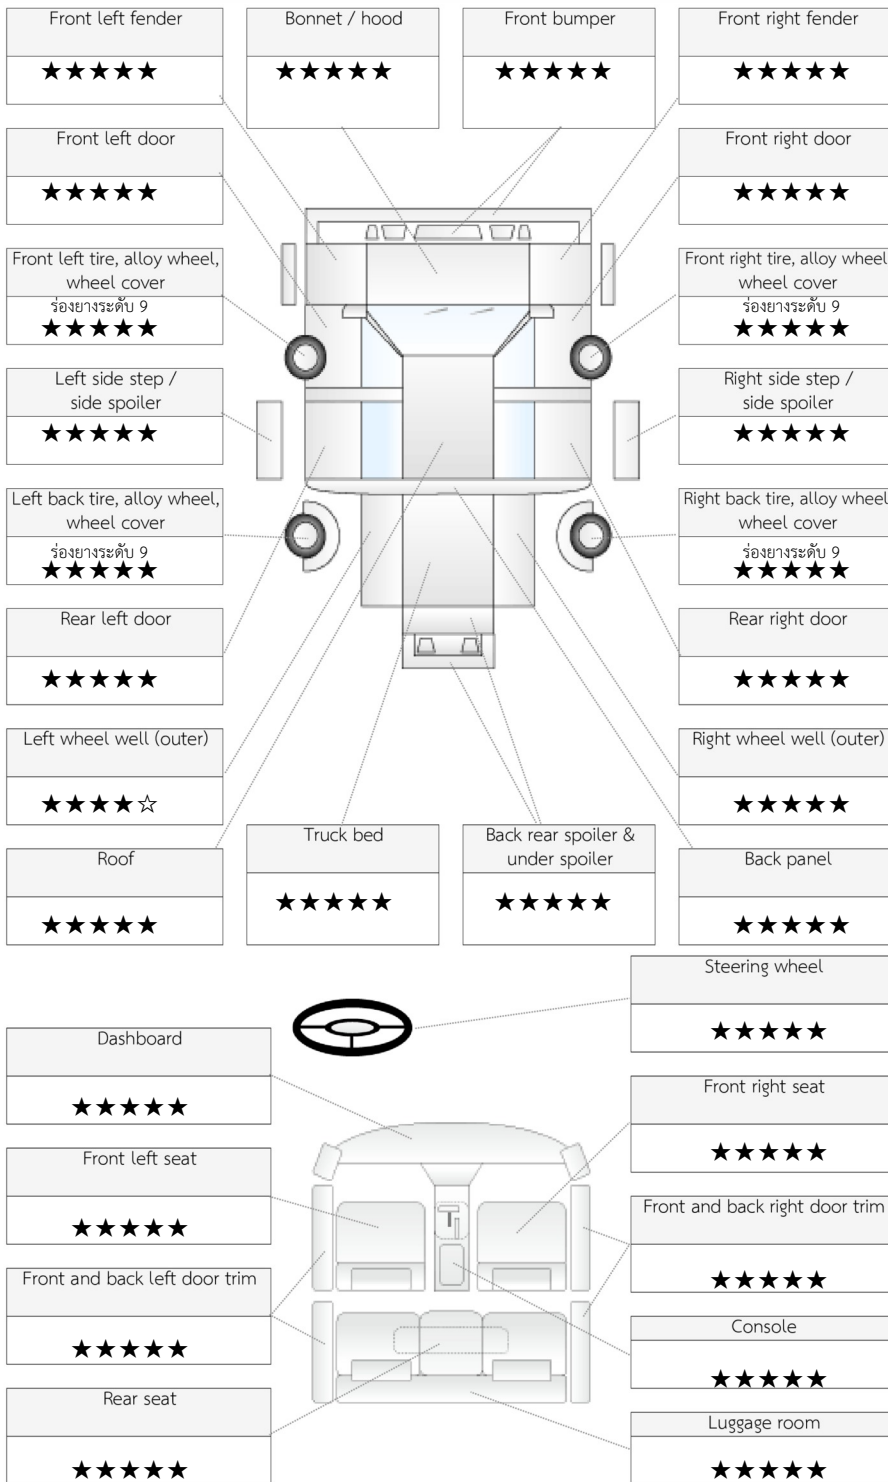 Front left fender
★★★★★
Bonnet / hood
★★★★★
Front bumper
★★★★★
Front right fender
★★★★★
Front left door
★★★★★
Front right door
★★★★★
Front left tire, alloy wheel,
wheel cover
ร่องยางระดับ 9
★★★★★
Front right tire, alloy wheel
wheel cover
ร่องยางระดับ 9
★★★★★
Left side step /
side spoiler
★★★★★
Right side step /
side spoiler
★★★★★
Left back tire, alloy wheel,
wheel cover
ร่องยางระดับ 9
★★★★★
Right back tire, alloy wheel
wheel cover
ร่องยางระดับ 9
★★★★★
Rear left door
★★★★★
Rear right door
★★★★★
Left wheel well (outer)
★★★★☆
Right wheel well (outer)
★★★★★
Roof
★★★★★
Truck bed
★★★★★
Back rear spoiler &
under spoiler
★★★★★
Back panel
★★★★★
Steering wheel
★★★★★
Dashboard
★★★★★
Front right seat
★★★★★
Front left seat
★★★★★
Front and back right door trim
★★★★★
Front and back left door trim
★★★★★
Console
★★★★★
Rear seat
★★★★★
Luggage room
★★★★★